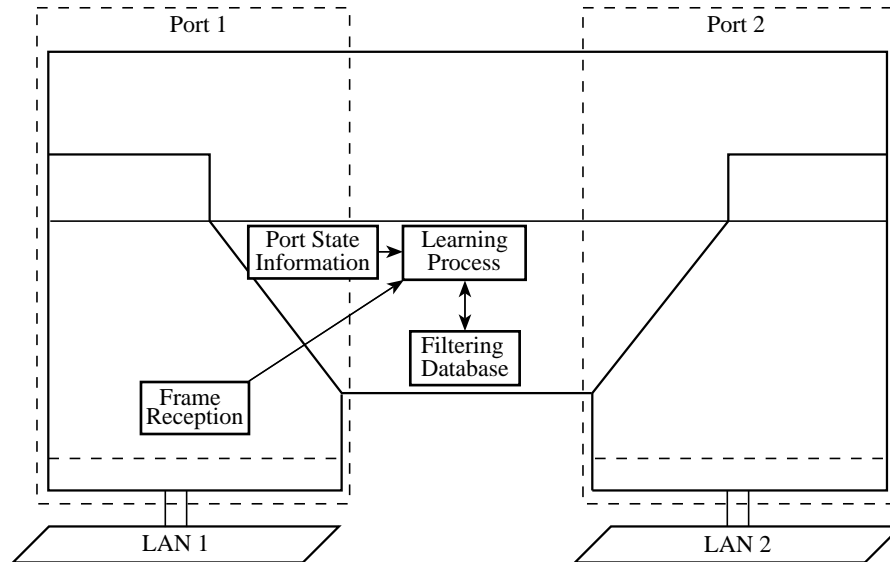 Port 1
Port 2
Port State
Information
Learning
Process
Filtering
Database
Frame
Reception
LAN 1
LAN 2